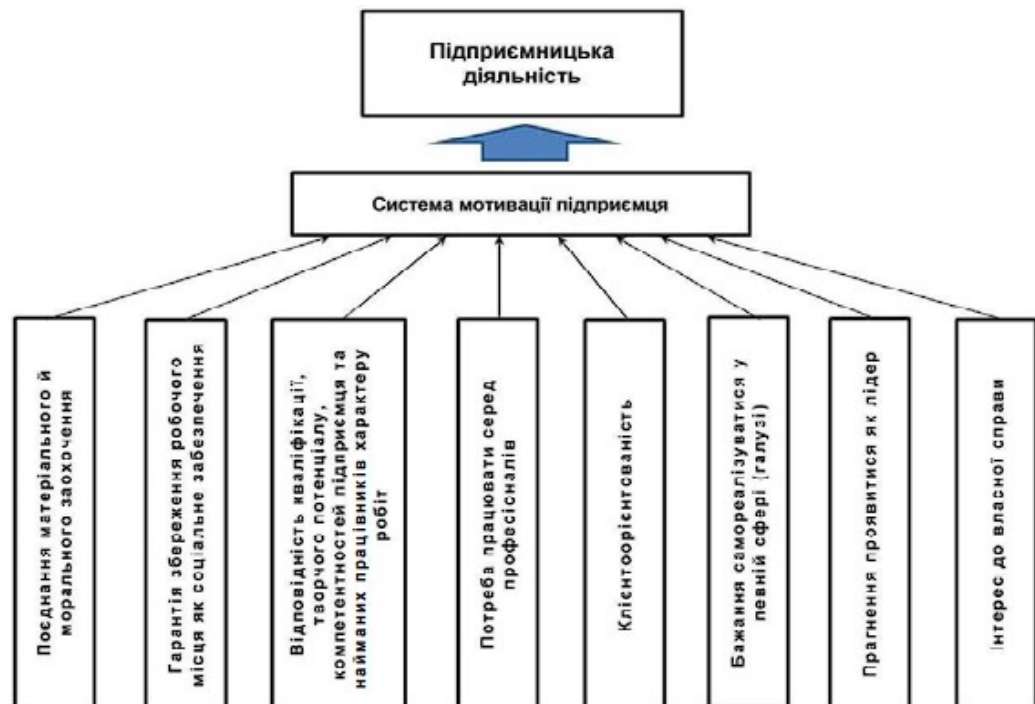 Підприємницька
діяльність
Система мотивації підприємця
Поєднання матеріального й
морального заохочення
Гарантія збереження робочого
місця як соціальне забезпечення
Відповідність кваліфікації,
творчого потенціалу,
компетентностей підприємця та
найманих працівників характеру
робіт
Потреба працювати серед
професіоналів
Клієнтоорієнтованість
Бажання самореалізуватися у
певній сфері (галузі)
Прагнення проявитися як лідер
Інтерес до власної справи